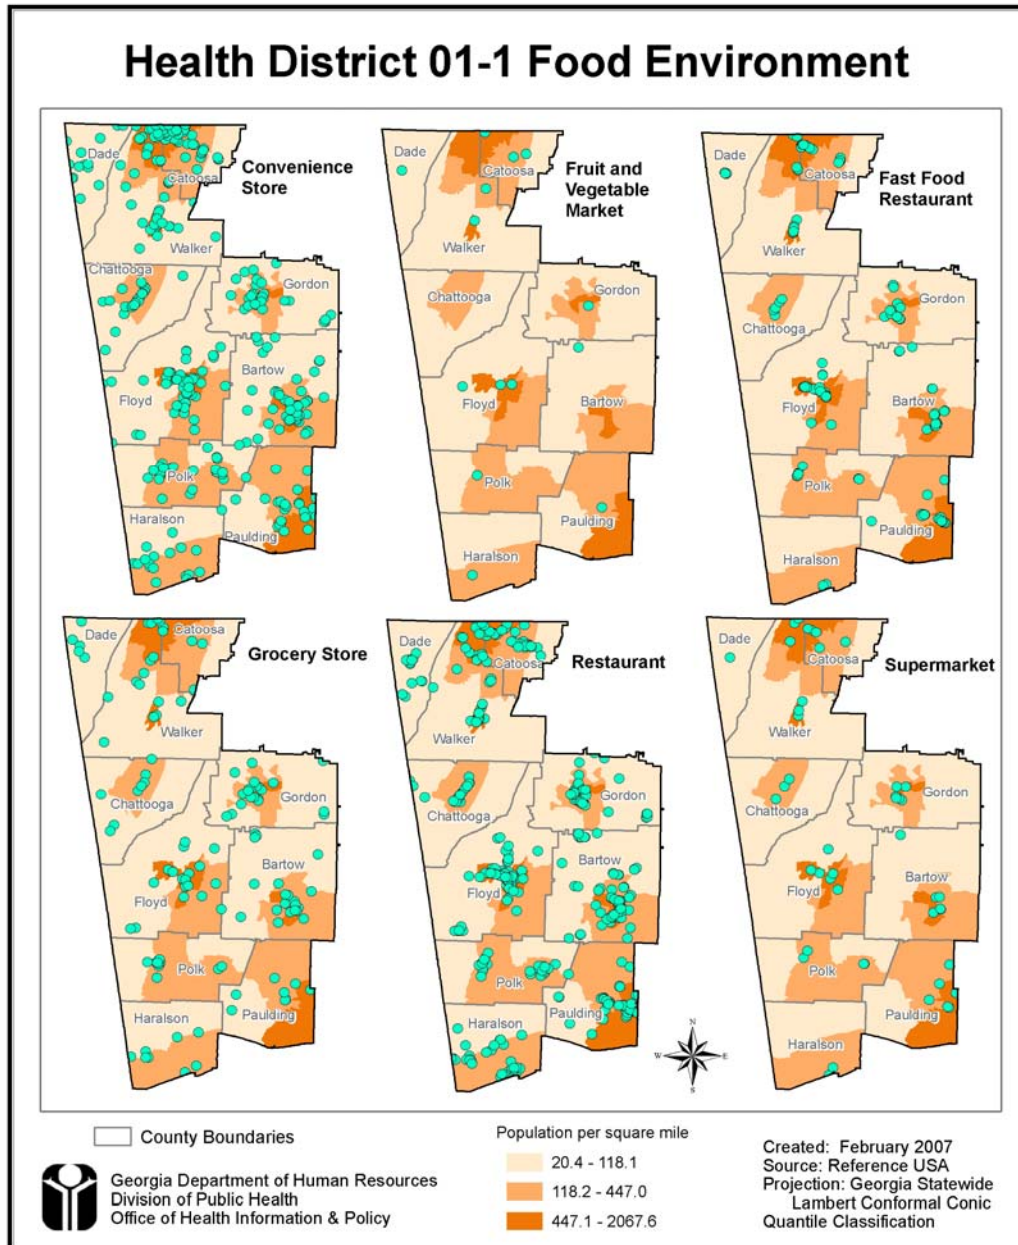 Health District 01-1 Food Environment
Dade
Catoosa
Convenience
Store
Walker
Chattooga
Gordon
Bartow
Floyd
Polk
Haralson
Paulding
Dade
Catoosa
Fruit and
Vegetable
Market
Walker
Chattooga
Gordon
Floyd
Bartow
Polk
Paulding
Haralson
Dade
Catoosa
Fast Food
Restaurant
Walker
Chattooga
Gordon
Bartow
Floyd
Polk
Paulding
Haralson
Dade
Catoosa
Grocery Store
Walker
Chattooga
Gordon
Bartow
Floyd
Polk
Haralson
Paulding
Dade
Catoosa
Restaurant
Walker
Chattooga
Gordon
Bartow
Floyd
Polk
Haralson
Paulding
Dade
Catoosa
Supermarket
Walker
Chattooga
Gordon
Bartow
Floyd
Polk
Paulding
Haralson
N
W E
S
County Boundaries
Georgia Department of Human Resources
Division of Public Health
Office of Health Information & Policy
Population per square mile
20.4 - 118.1
118.2 - 447.0
447.1 - 2067.6
Created: February 2007
Source: Reference USA
Projection: Georgia Statewide
Lambert Conformal Conic
Quantile Classification